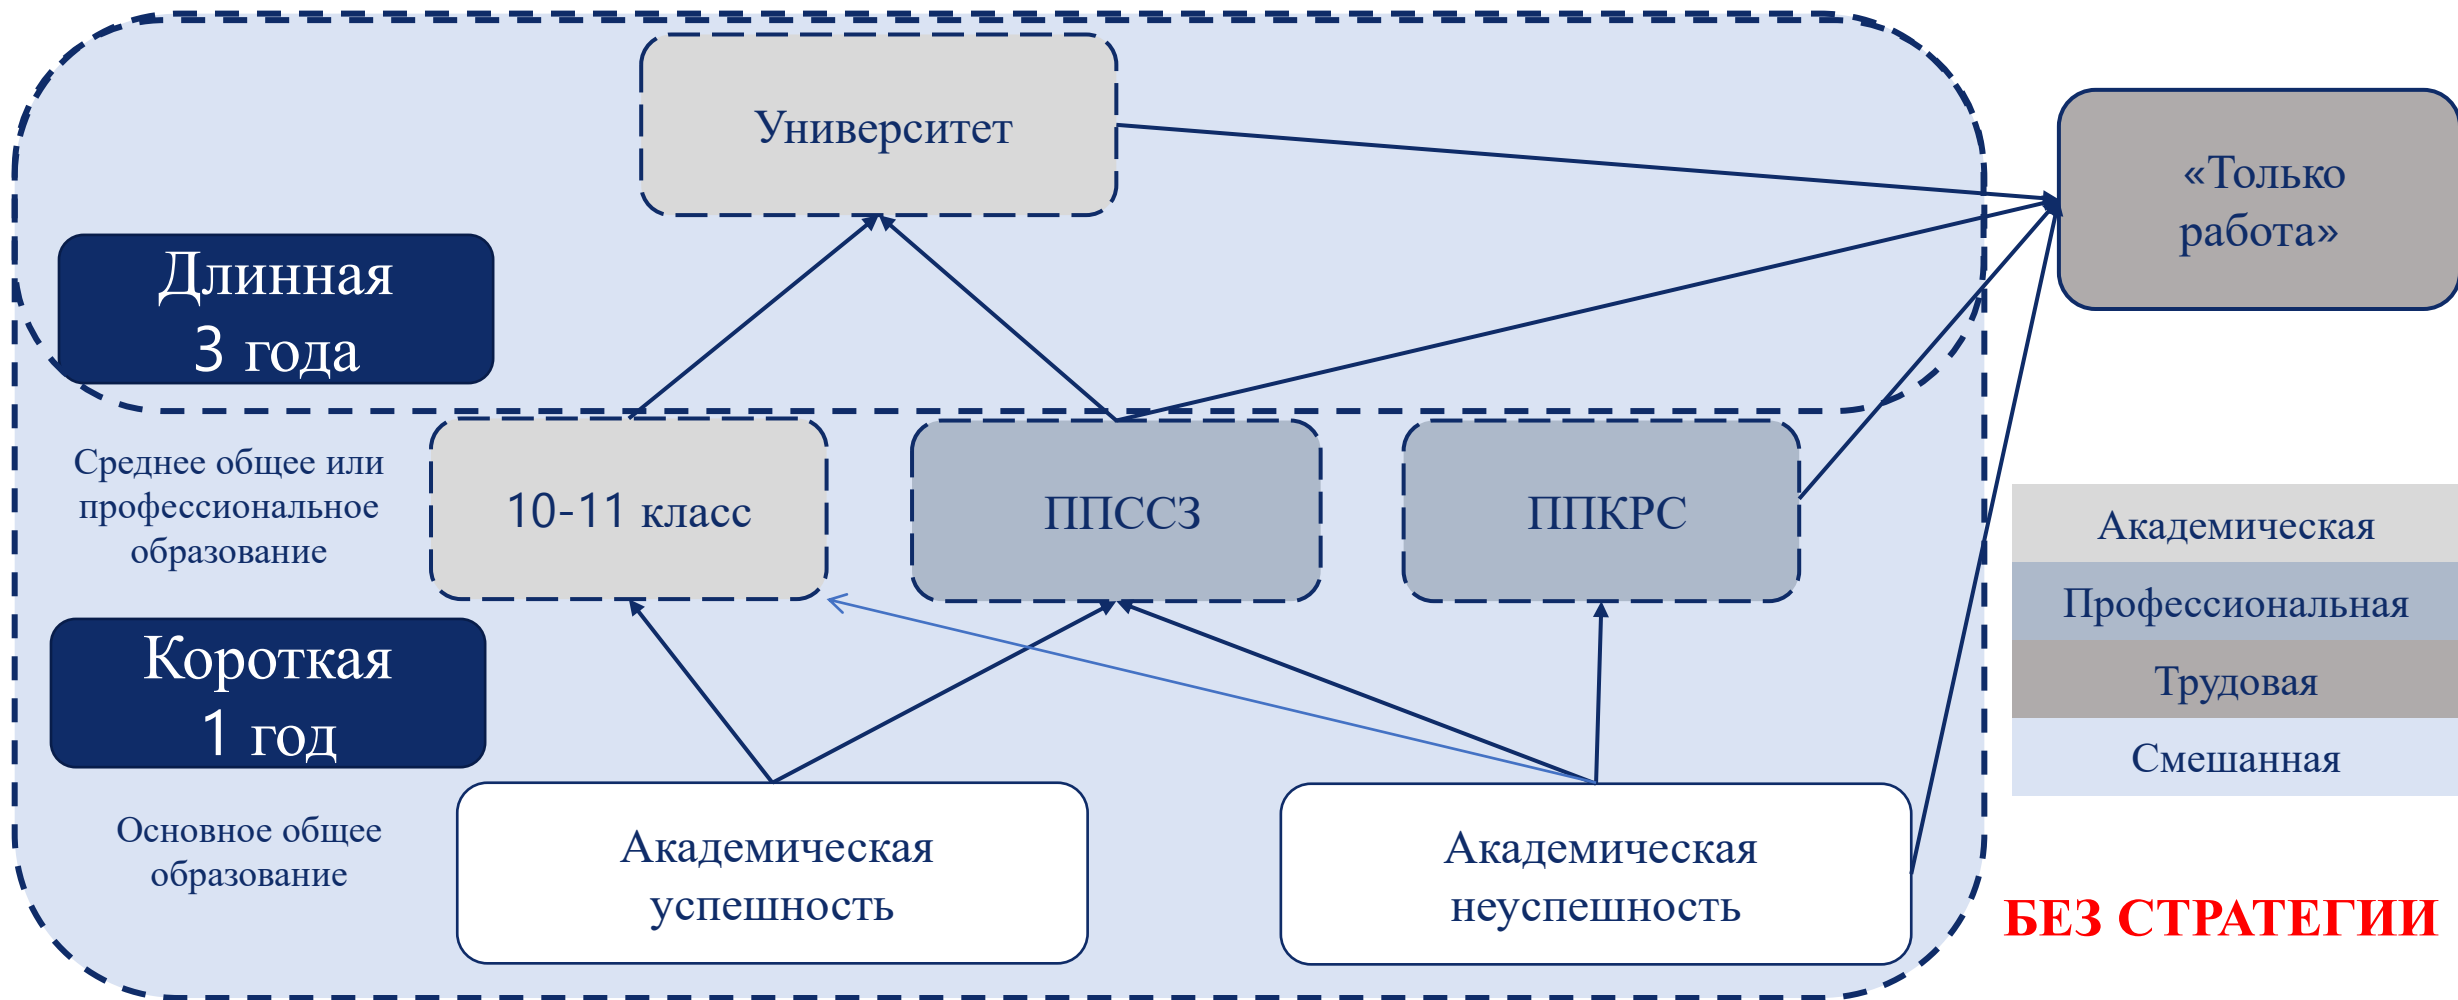 Университет
«Только
работа»
Длинная
3 года
Среднее общее или
профессиональное
образование
10-11 класс
ППССЗ
ППКРС
Академическая
Профессиональная
Трудовая
Смешанная
Короткая
1 год
Основное общее
образование
Академическая
успешность
Академическая
неуспешность
БЕЗ СТРАТЕГИИ